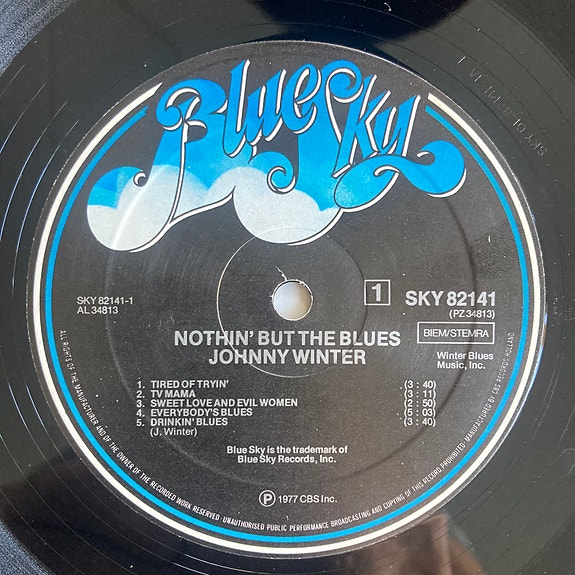 Blue Sky
SKY 82141-1
AL 34813
1
SKY 82141
(PZ 34813)
BIEM/STEMRA
Winter Blues
Music, Inc.
NOTHIN' BUT THE BLUES
JOHNNY WINTER
1. TIRED OF TRYIN' (3 : 40)
2. TV MAMA (3 : 11)
3. SWEET LOVE AND EVIL WOMEN (2 : 50)
4. EVERYBODY'S BLUES (5 : 03)
5. DRINKIN' BLUES (3 : 40)
(J. Winter)
Blue Sky is the trademark of
Blue Sky Records, Inc.
P 1977 CBS Inc.
ALL RIGHTS OF THE MANUFACTURER AND OF THE OWNER OF THE RECORDED WORK RESERVED · UNAUTHORISED PUBLIC PERFORMANCE BROADCASTING AND COPYING OF THIS RECORD PROHIBITED · MANUFACTURED BY CBS RECORDS, HOLLAND